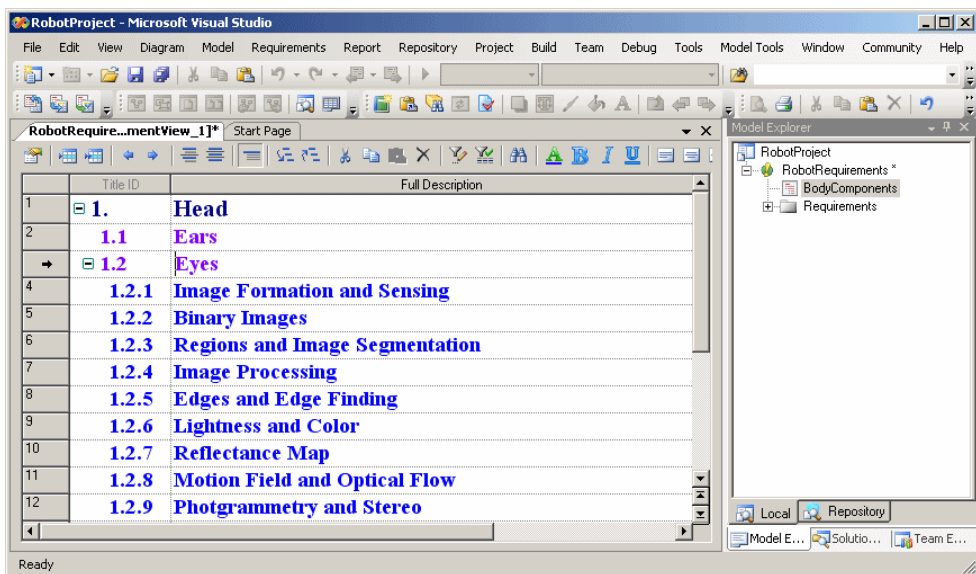 RobotProject - Microsoft Visual Studio
File Edit View Diagram Model Requirements Report Repository Project Build Team Debug Tools Model Tools Window Community Help
RobotRequire...mentView_1]* Start Page
Model Explorer
Title ID Full Description
1 1. Head
2 1.1 Ears
1.2 Eyes
4 1.2.1 Image Formation and Sensing
5 1.2.2 Binary Images
6 1.2.3 Regions and Image Segmentation
7 1.2.4 Image Processing
8 1.2.5 Edges and Edge Finding
9 1.2.6 Lightness and Color
10 1.2.7 Reflectance Map
11 1.2.8 Motion Field and Optical Flow
12 1.2.9 Photgrammetry and Stereo
RobotProject
RobotRequirements *
BodyComponents
Requirements
Local Repository
Model E... Solutio... Team E...
Ready